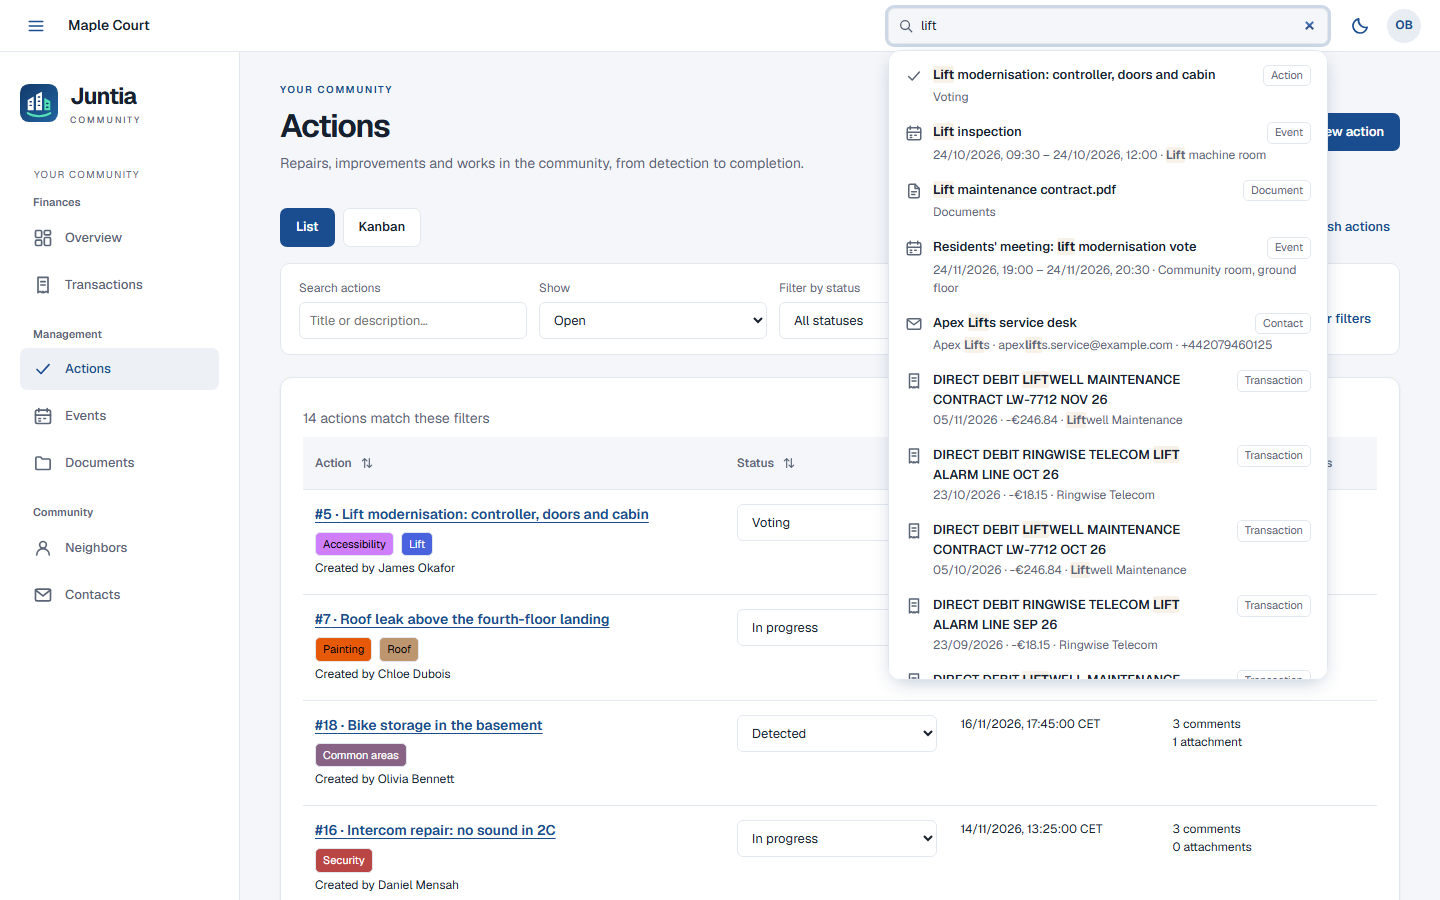 Maple Court
lift
OB
Juntia
COMMUNITY
YOUR COMMUNITY
Finances
Overview
Transactions
Management
Actions
Events
Documents
Community
Neighbors
Contacts
YOUR COMMUNITY
Actions
Repairs, improvements and works in the community, from detection to completion.
ew action
List
Kanban
sh actions
Search actions
Title or description...
Show
Open
Filter by status
All statuses
r filters
14 actions match these filters
Action
Status
s
#5 · Lift modernisation: controller, doors and cabin
Accessibility
Lift
Created by James Okafor
Voting
#7 · Roof leak above the fourth-floor landing
Painting
Roof
Created by Chloe Dubois
In progress
#18 · Bike storage in the basement
Common areas
Created by Olivia Bennett
Detected
16/11/2026, 17:45:00 CET
3 comments
1 attachment
#16 · Intercom repair: no sound in 2C
Security
Created by Daniel Mensah
In progress
14/11/2026, 13:25:00 CET
3 comments
0 attachments
Lift modernisation: controller, doors and cabin
Action
Voting
Lift inspection
Event
24/10/2026, 09:30 – 24/10/2026, 12:00 · Lift machine room
Lift maintenance contract.pdf
Document
Documents
Residents' meeting: lift modernisation vote
Event
24/11/2026, 19:00 – 24/11/2026, 20:30 · Community room, ground
floor
Apex Lifts service desk
Contact
Apex Lifts · apexlifts.service@example.com · +442079460125
DIRECT DEBIT LIFTWELL MAINTENANCE
CONTRACT LW-7712 NOV 26
Transaction
05/11/2026 · -€246.84 · Liftwell Maintenance
DIRECT DEBIT RINGWISE TELECOM LIFT
ALARM LINE OCT 26
Transaction
23/10/2026 · -€18.15 · Ringwise Telecom
DIRECT DEBIT LIFTWELL MAINTENANCE
CONTRACT LW-7712 OCT 26
Transaction
05/10/2026 · -€246.84 · Liftwell Maintenance
DIRECT DEBIT RINGWISE TELECOM LIFT
ALARM LINE SEP 26
Transaction
23/09/2026 · -€18.15 · Ringwise Telecom
DIRECT DEBIT LIFTWELL MAINTENANCE
Transaction